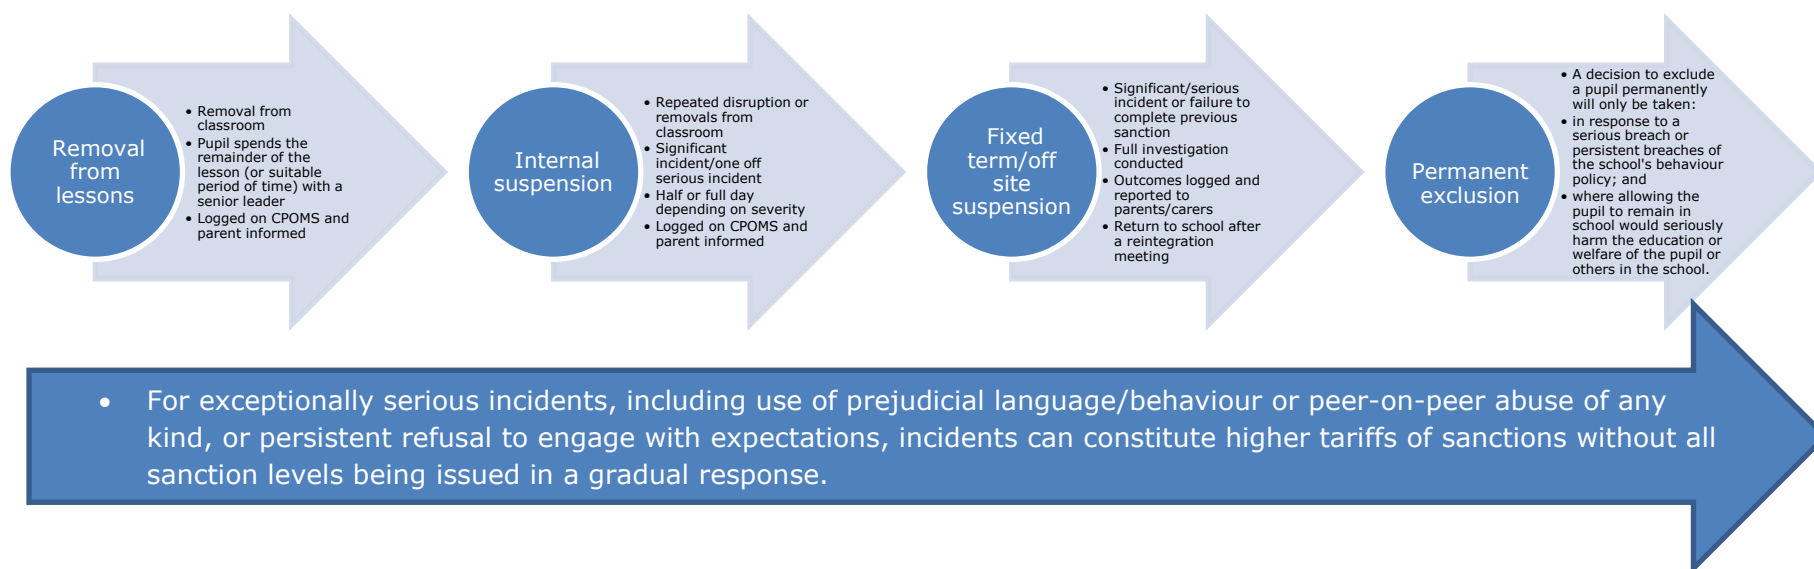 Removal
from
lessons
• Removal from
classroom
• Pupil spends the
remainder of the
lesson (or suitable
period of time) with a
senior leader
• Logged on CPOMS and
parent informed
Internal
suspension
• Repeated disruption or
removals from
classroom
• Significant
incident/one off
serious incident
• Half or full day
depending on severity
• Logged on CPOMS and
parent informed
Fixed
term/off
site
suspension
• Significant/serious
incident or failure to
complete previous
sanction
• Full investigation
conducted
• Outcomes logged and
reported to
parents/carers
• Return to school after
a reintegration
meeting
Permanent
exclusion
• A decision to exclude
a pupil permanently
will only be taken:
• in response to a
serious breach or
persistent breaches of
the school's behaviour
policy; and
• where allowing the
pupil to remain in
school would seriously
harm the education or
welfare of the pupil or
others in the school.
• For exceptionally serious incidents, including use of prejudicial language/behaviour or peer-on-peer abuse of any
kind, or persistent refusal to engage with expectations, incidents can constitute higher tariffs of sanctions without all
sanction levels being issued in a gradual response.